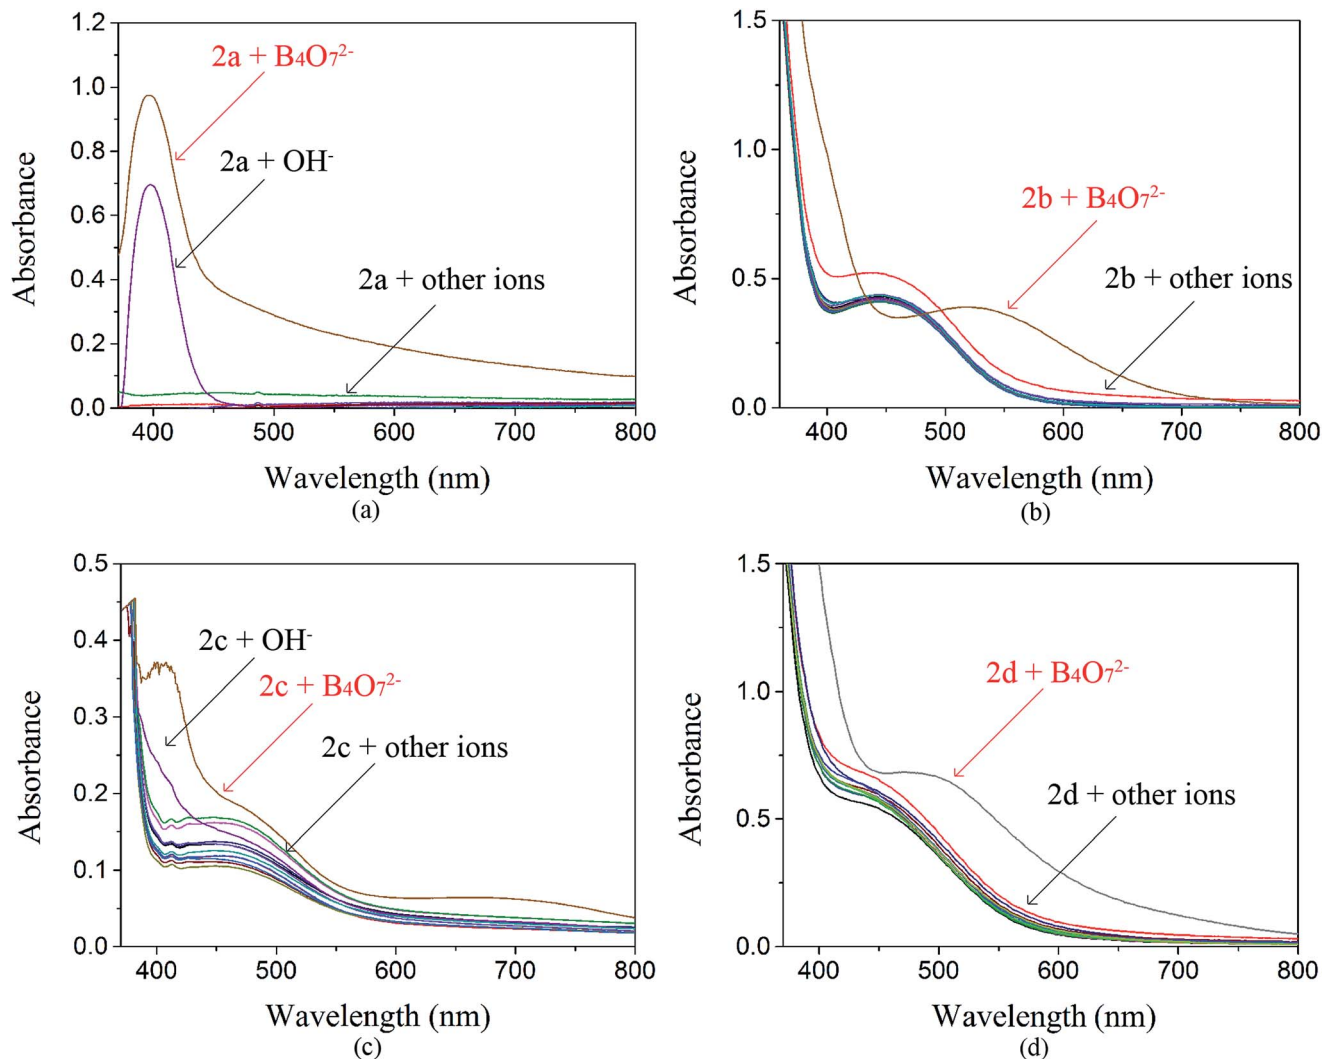 1.2
1.0
0.8
0.6
0.4
0.2
0.0
Absorbance
2a + B₄O₇²⁻
2a + OH⁻
2a + other ions
400 500 600 700 800
Wavelength (nm)
(a)
1.5
1.0
0.5
0.0
Absorbance
2b + B₄O₇²⁻
2b + other ions
400 500 600 700 800
Wavelength (nm)
(b)
0.5
0.4
0.3
0.2
0.1
0.0
Absorbance
2c + OH⁻
2c + B₄O₇²⁻
2c + other ions
400 500 600 700 800
Wavelength (nm)
(c)
1.5
1.0
0.5
0.0
Absorbance
2d + B₄O₇²⁻
2d + other ions
400 500 600 700 800
Wavelength (nm)
(d)